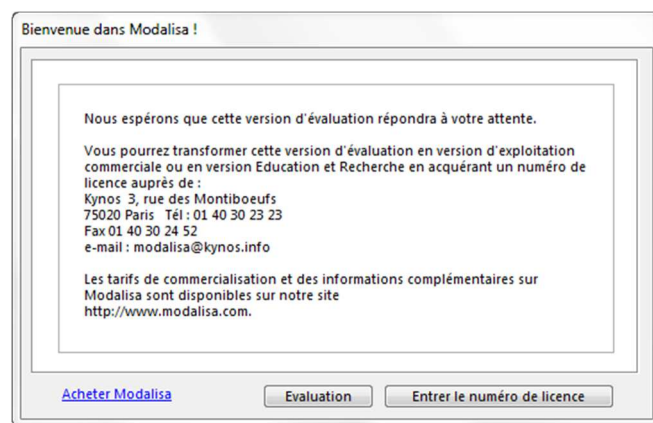 Bienvenue dans Modalisa !
Nous espérons que cette version d'évaluation répondra à votre attente.
Vous pourrez transformer cette version d'évaluation en version d'exploitation
commerciale ou en version Education et Recherche en acquérant un numéro de
licence auprès de :
Kynos 3, rue des Montiboeufs
75020 Paris Tél : 01 40 30 23 23
Fax 01 40 30 24 52
e-mail : modalisa@kynos.info
Les tarifs de commercialisation et des informations complémentaires sur
Modalisa sont disponibles sur notre site
http://www.modalisa.com.
Acheter Modalisa Evaluation Entrer le numéro de licence